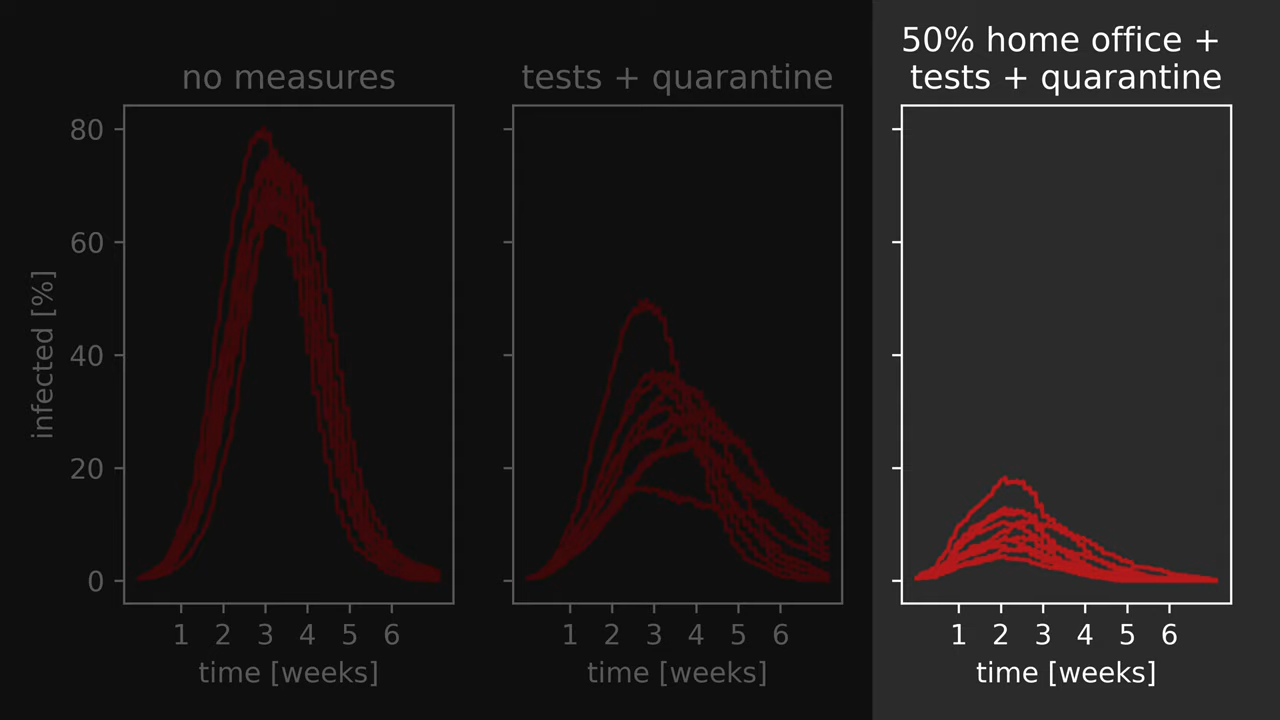 no measures
tests + quarantine
50% home office +
tests + quarantine
infected [%]
80
60
40
20
0
1 2 3 4 5 6
1 2 3 4 5 6
1 2 3 4 5 6
time [weeks]
time [weeks]
time [weeks]